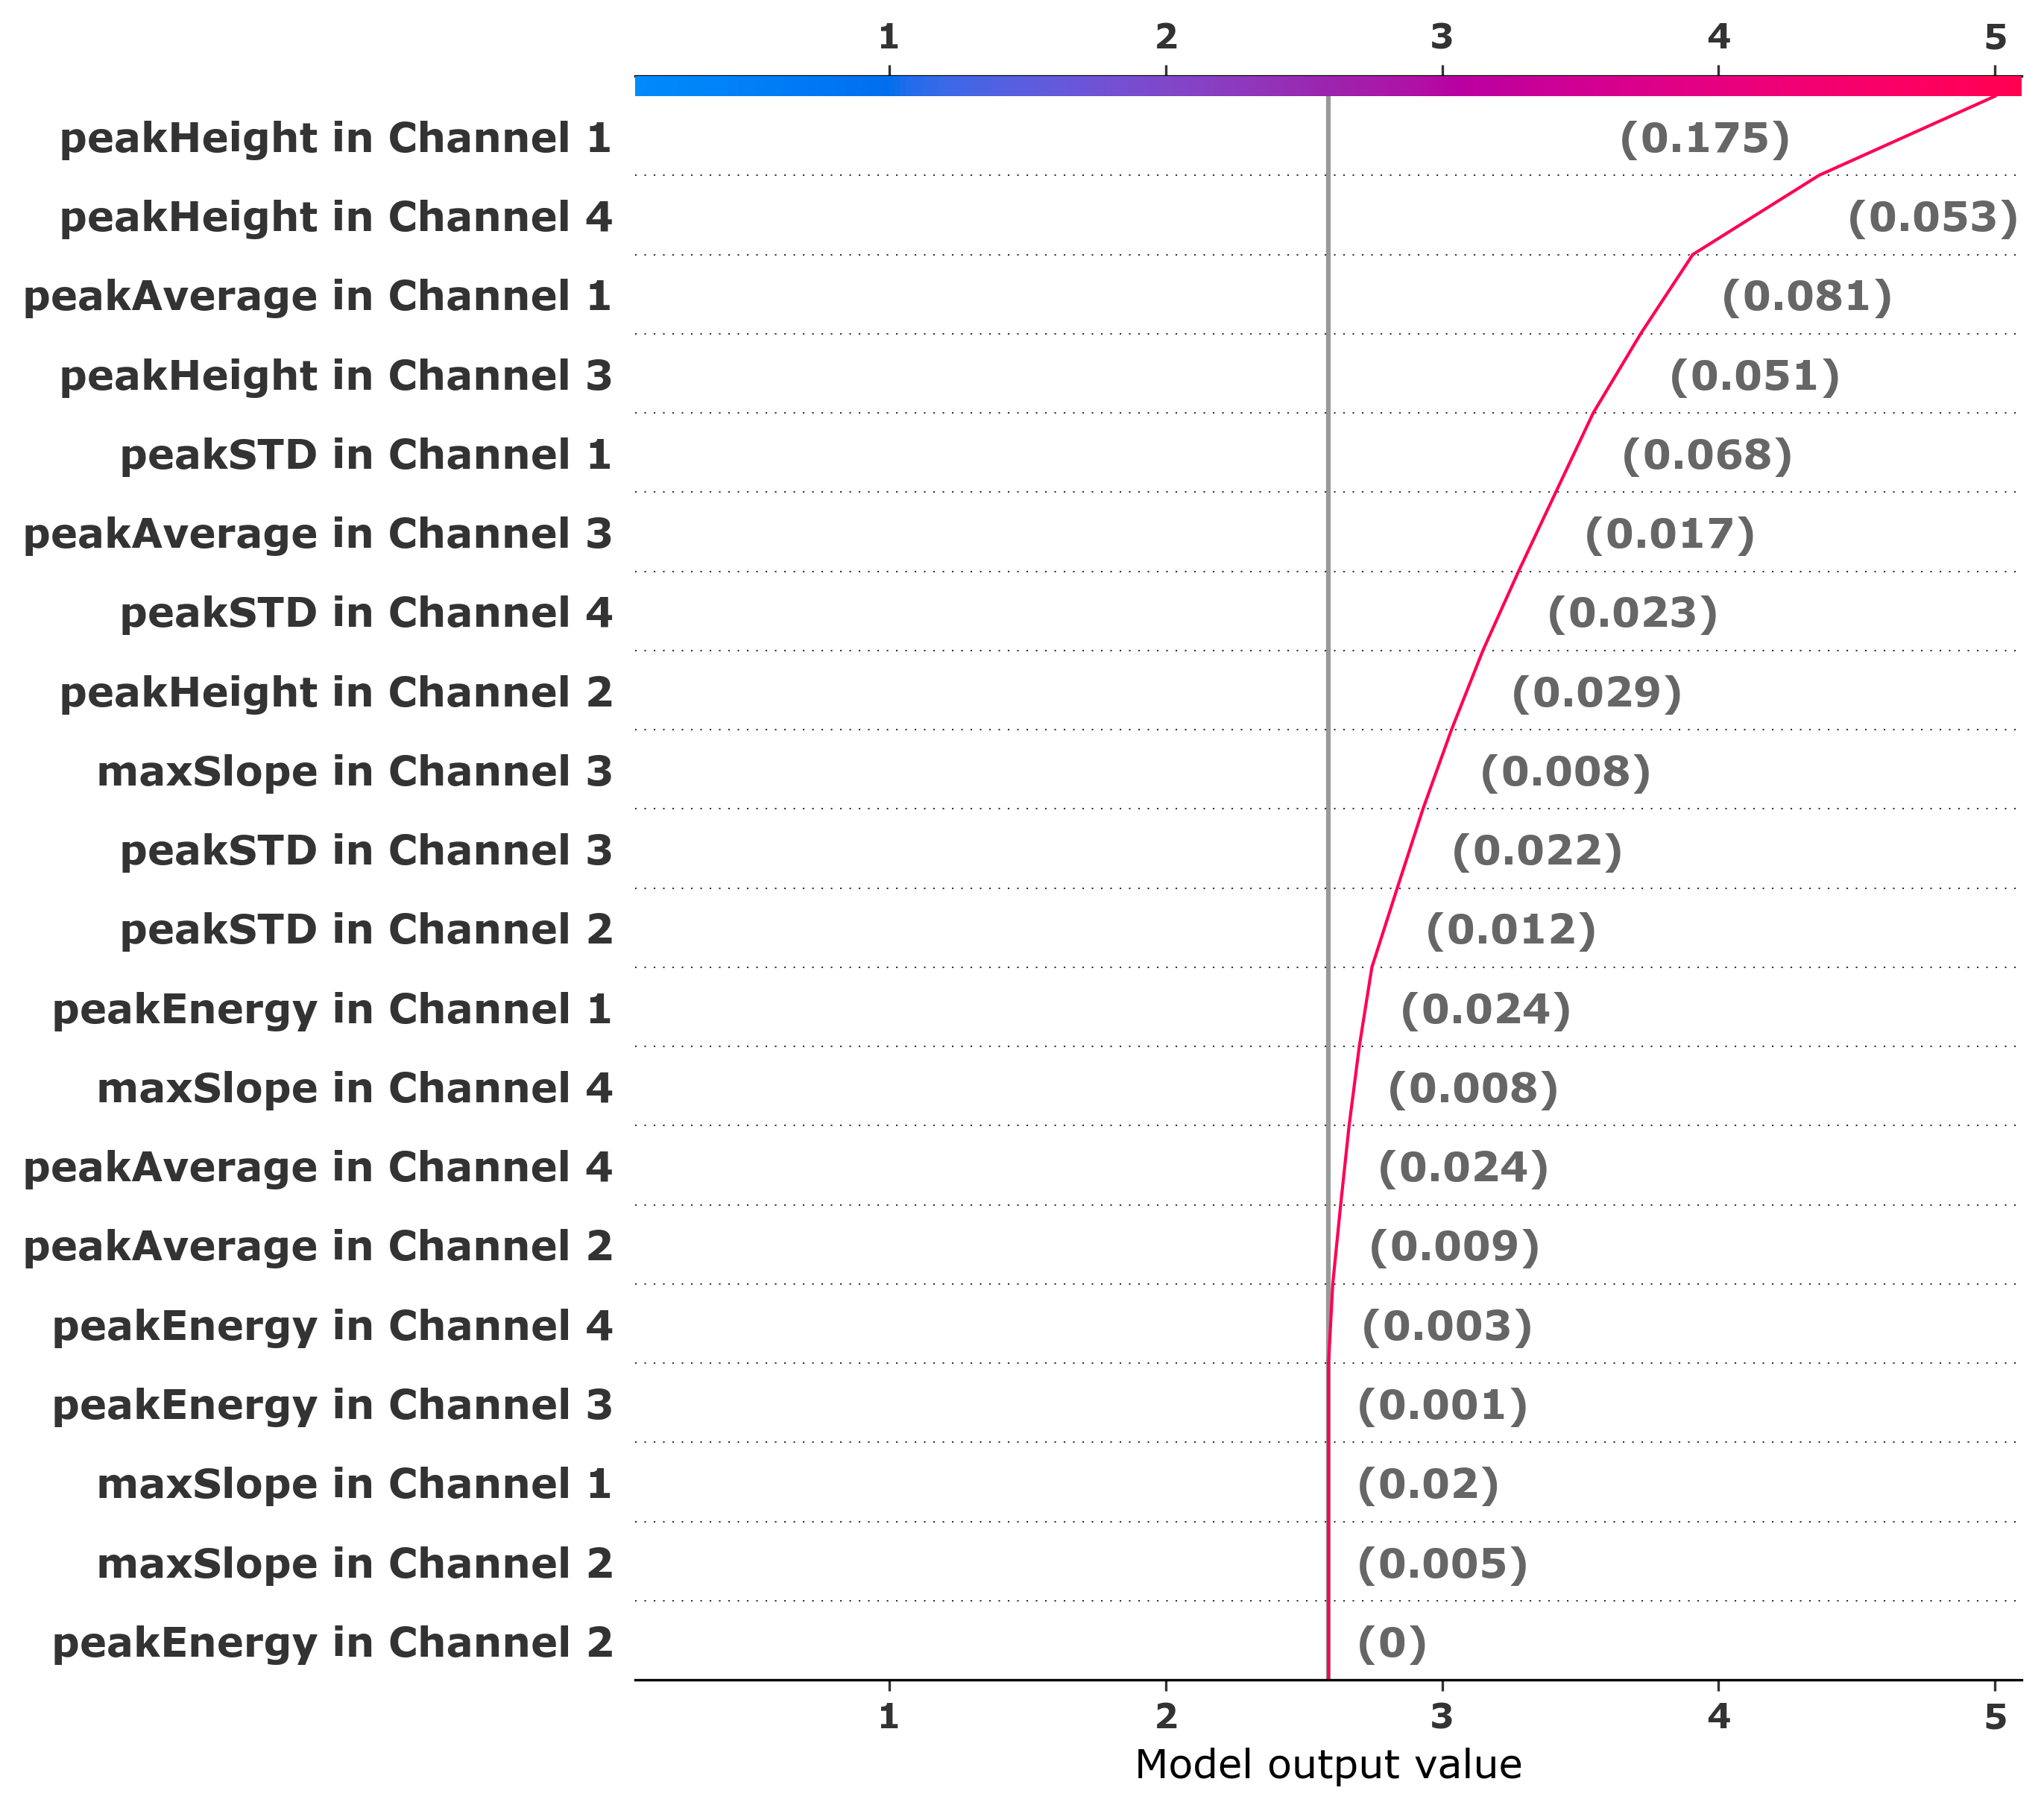 1 2 3 4 5
peakHeight in Channel 1 (0.175)
peakHeight in Channel 4 (0.053)
peakAverage in Channel 1 (0.081)
peakHeight in Channel 3 (0.051)
peakSTD in Channel 1 (0.068)
peakAverage in Channel 3 (0.017)
peakSTD in Channel 4 (0.023)
peakHeight in Channel 2 (0.029)
maxSlope in Channel 3 (0.008)
peakSTD in Channel 3 (0.022)
peakSTD in Channel 2 (0.012)
peakEnergy in Channel 1 (0.024)
maxSlope in Channel 4 (0.008)
peakAverage in Channel 4 (0.024)
peakAverage in Channel 2 (0.009)
peakEnergy in Channel 4 (0.003)
peakEnergy in Channel 3 (0.001)
maxSlope in Channel 1 (0.02)
maxSlope in Channel 2 (0.005)
peakEnergy in Channel 2 (0)
1 2 3 4 5
Model output value